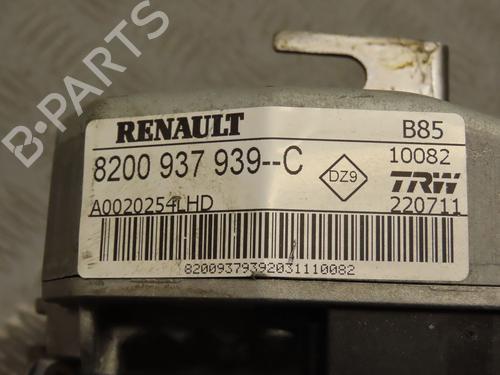 B-PARTS
RENAULT
B85
8200 937 939--C
DZ9
10082
TRW
A0020254LHD
220711
82009379392031110082